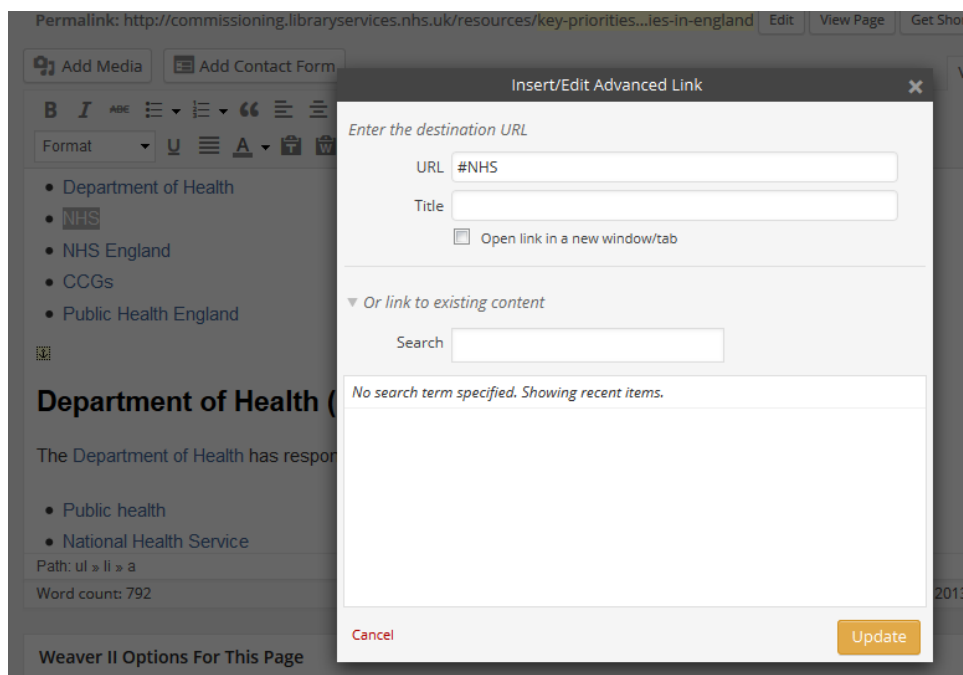 Permalink: http://commissioning.libraryservices.nhs.uk/resources/key-priorities...ies-in-england Edit View Page Get Sho
Add Media Add Contact Form
Insert/Edit Advanced Link
B I ABC
Format U A T W
Enter the destination URL
URL #NHS
Title
Open link in a new window/tab
Department of Health
NHS
NHS England
CCGs
Public Health England
Or link to existing content
Search
No search term specified. Showing recent items.
Department of Health (
The Department of Health has respon
Public health
National Health Service
Path: ul » li » a
Word count: 792
2013
Cancel
Update
Weaver II Options For This Page